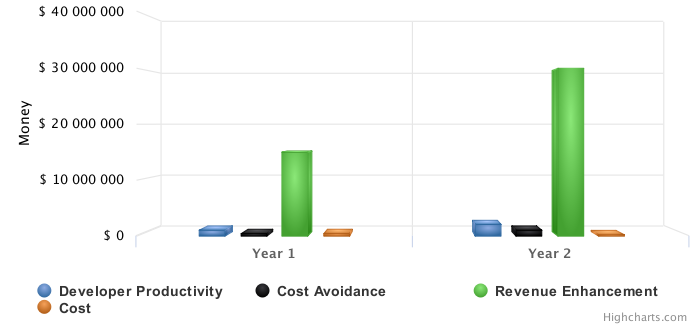 $ 40 000 000
$ 30 000 000
$ 20 000 000
$ 10 000 000
$ 0
Money
Year 1 Year 2
Developer Productivity Cost Avoidance Revenue Enhancement
Cost
Highcharts.com